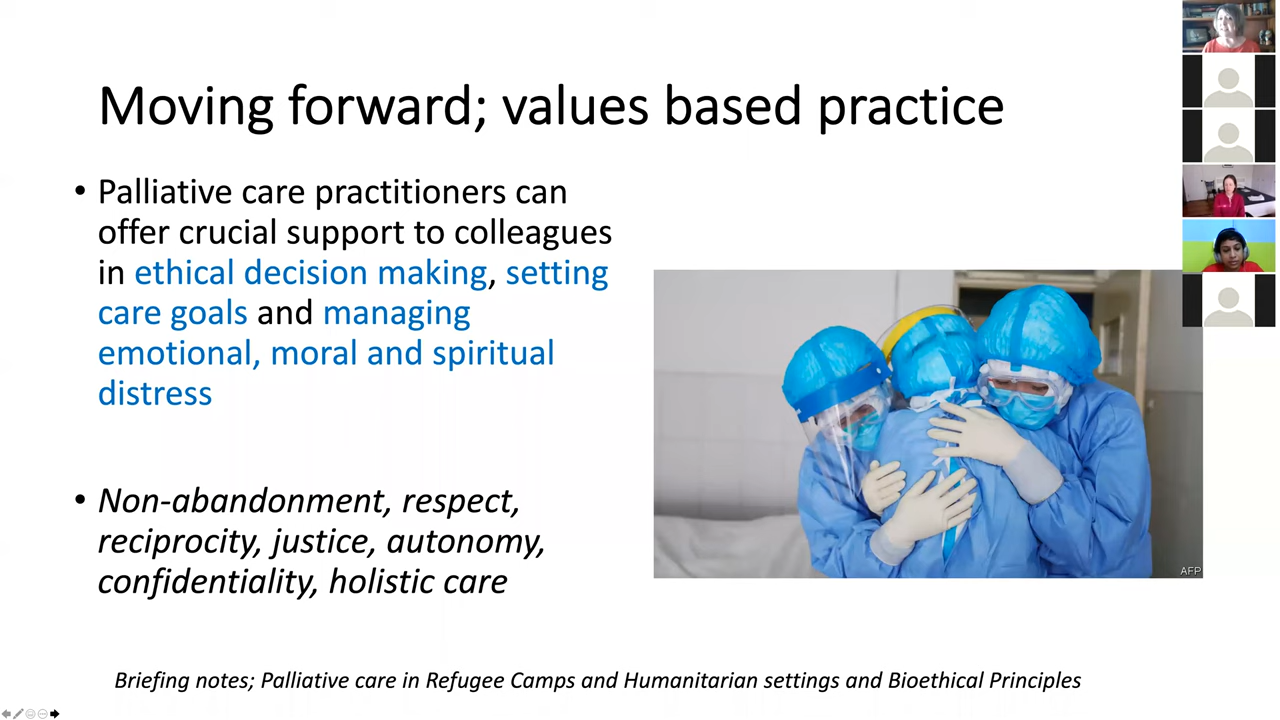 Moving forward; values based practice
• Palliative care practitioners can
offer crucial support to colleagues
in ethical decision making, setting
care goals and managing
emotional, moral and spiritual
distress
• Non-abandonment, respect,
reciprocity, justice, autonomy,
confidentiality, holistic care
AFP
Briefing notes; Palliative care in Refugee Camps and Humanitarian settings and Bioethical Principles